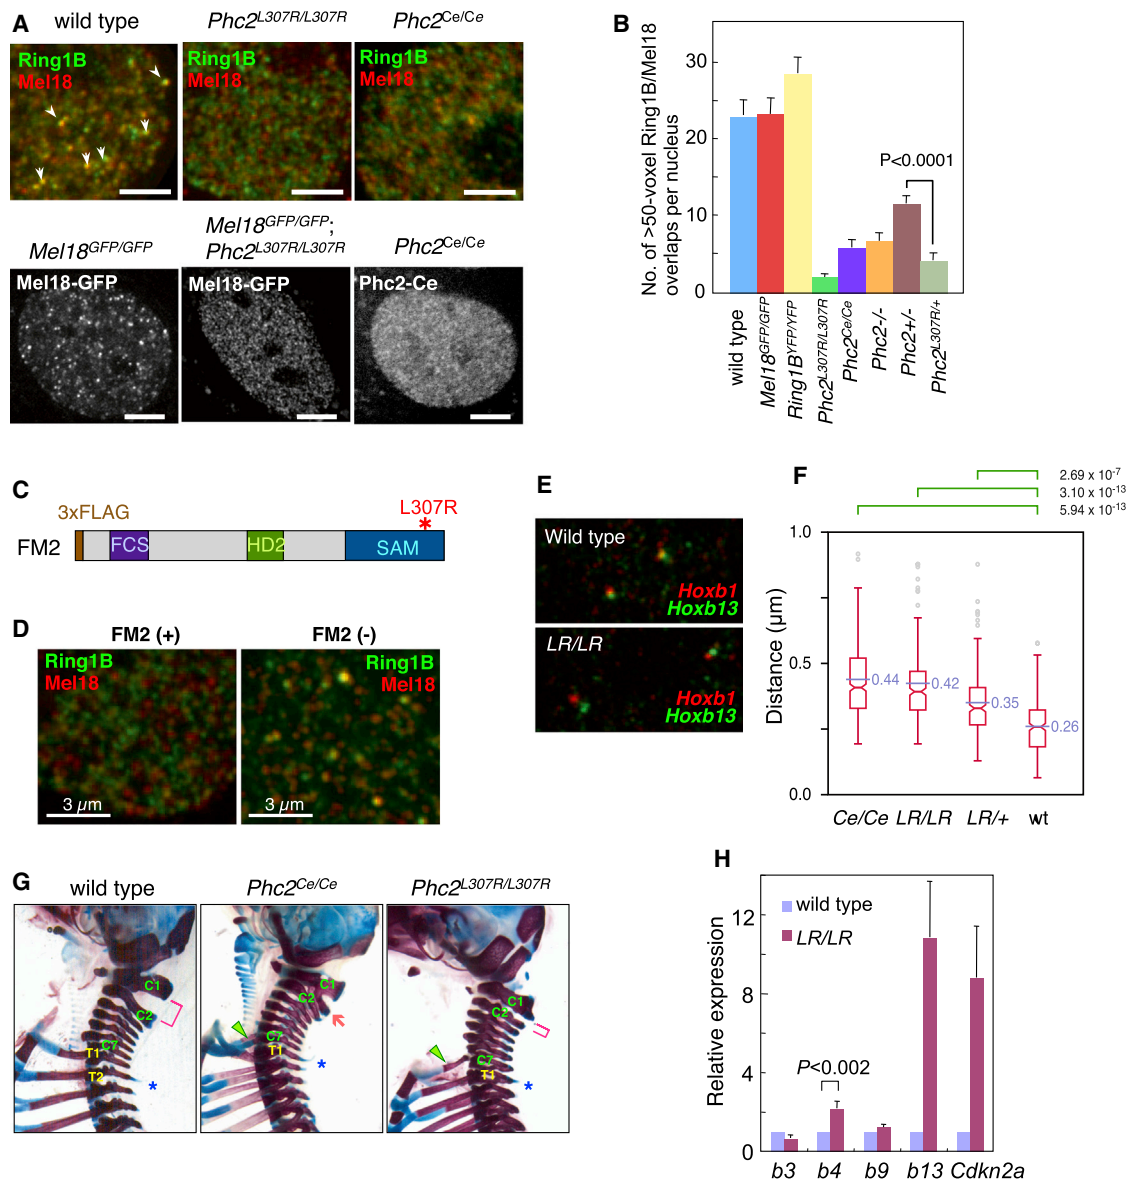 A
wild type
Phc2L307R/L307R
Phc2Ce/Ce
Ring1B
Mel18
Ring1B
Mel18
Ring1B
Mel18
Mel18GFP/GFP
Mel18GFP/GFP;
Phc2L307R/L307R
Phc2Ce/Ce
Mel18-GFP
Mel18-GFP
Phc2-Ce
B
No. of >50-voxel Ring1B/Mel18
overlaps per nucleus
30
20
10
0
P<0.0001
wild type
Mel18GFP/GFP
Ring1BYFP/YFP
Phc2L307R/L307R
Phc2Ce/Ce
Phc2-/-
Phc2+/-
Phc2L307R/+
C
3xFLAG
L307R
FM2
FCS
HD2
SAM
D
FM2 (+)
FM2 (-)
Ring1B
Mel18
Ring1B
Mel18
3 µm
3 µm
E
Wild type
Hoxb1
Hoxb13
LR/LR
Hoxb1
Hoxb13
F
2.69 x 10-7
3.10 x 10-13
5.94 x 10-13
Distance (µm)
1.0
0.5
0.0
0.44
0.42
0.35
0.26
Ce/Ce
LR/LR
LR/+
wt
G
wild type
Phc2Ce/Ce
Phc2L307R/L307R
C1
C2
C7
T1
T2
*
C1
C2
C7
T1
*
C1
C2
C7
T1
*
H
Relative expression
12
8
4
0
wild type
LR/LR
P<0.002
b3
b4
b9
b13
Cdkn2a